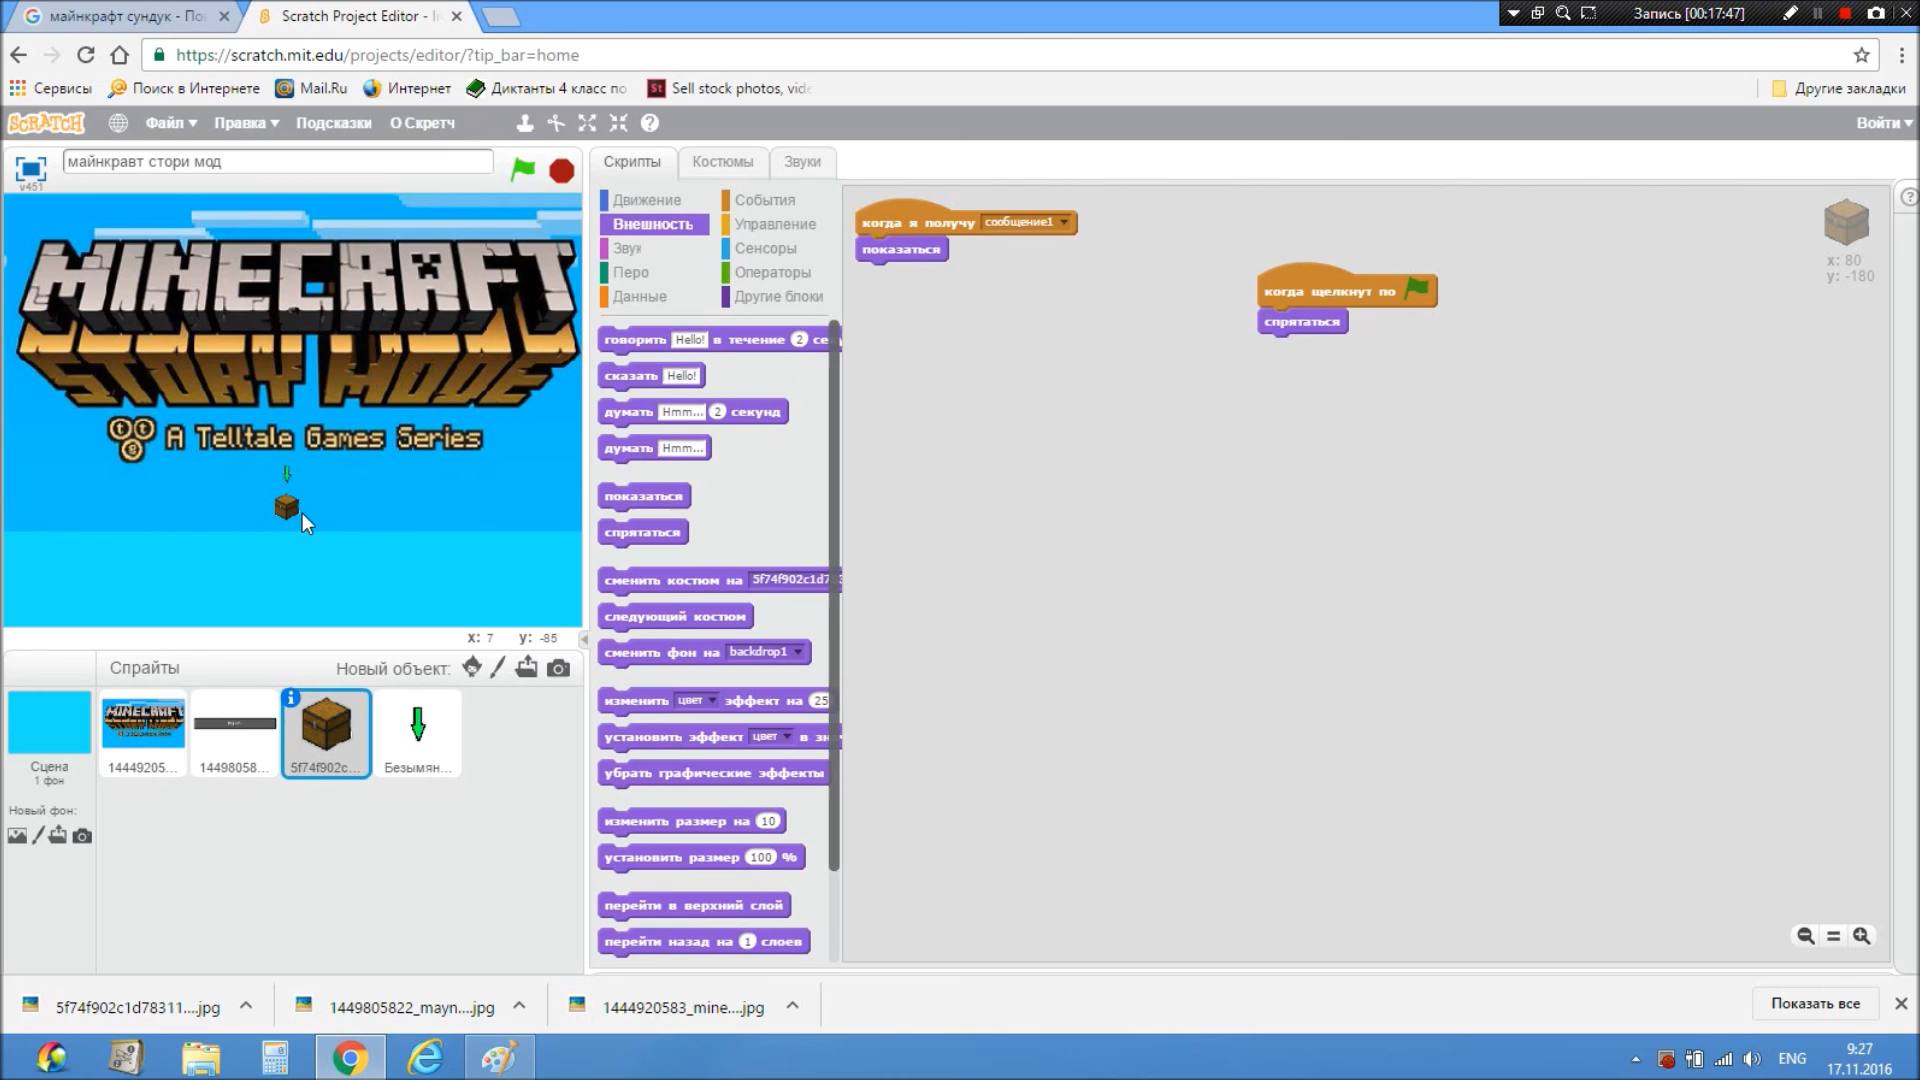 майнкрафт сундук - По
Scratch Project Editor - I
Запись [00:17:47]
https://scratch.mit.edu/projects/editor/?tip_bar=home
Сервисы
Поиск в Интернете
Mail.Ru
Интернет
Диктанты 4 класс по
St
Sell stock photos, vide
Другие закладки
SCRATCH
Файл
Правка
Подсказки
О Скретч
Войти
v451
майнкравт стори мод
Скрипты
Костюмы
Звуки
MINECRAFT
STORY MODE
A Telltale Games Series
x: 7 y: -85
Движение
Внешность
Звук
Перо
Данные
События
Управление
Сенсоры
Операторы
Другие блоки
говорить Hello! в течение 2 се
сказать Hello!
думать Hmm... 2 секунд
думать Hmm...
показаться
спрятаться
сменить костюм на 5f74f902c1d7
следующий костюм
сменить фон на backdrop1
изменить цвет эффект на 25
установить эффект цвет в зн
убрать графические эффекты
изменить размер на 10
установить размер 100 %
перейти в верхний слой
перейти назад на 1 слоев
когда я получу сообщение1
показаться
когда щелкнут по
спрятаться
x: 80
y: -180
Спрайты
Новый объект:
Сцена
1 фон
Новый фон:
14449205...
14498058...
5f74f902c...
Безымян...
5f74f902c1d78311....jpg
1449805822_mayn....jpg
1444920583_mine....jpg
Показать все
ENG
9:27
17.11.2016